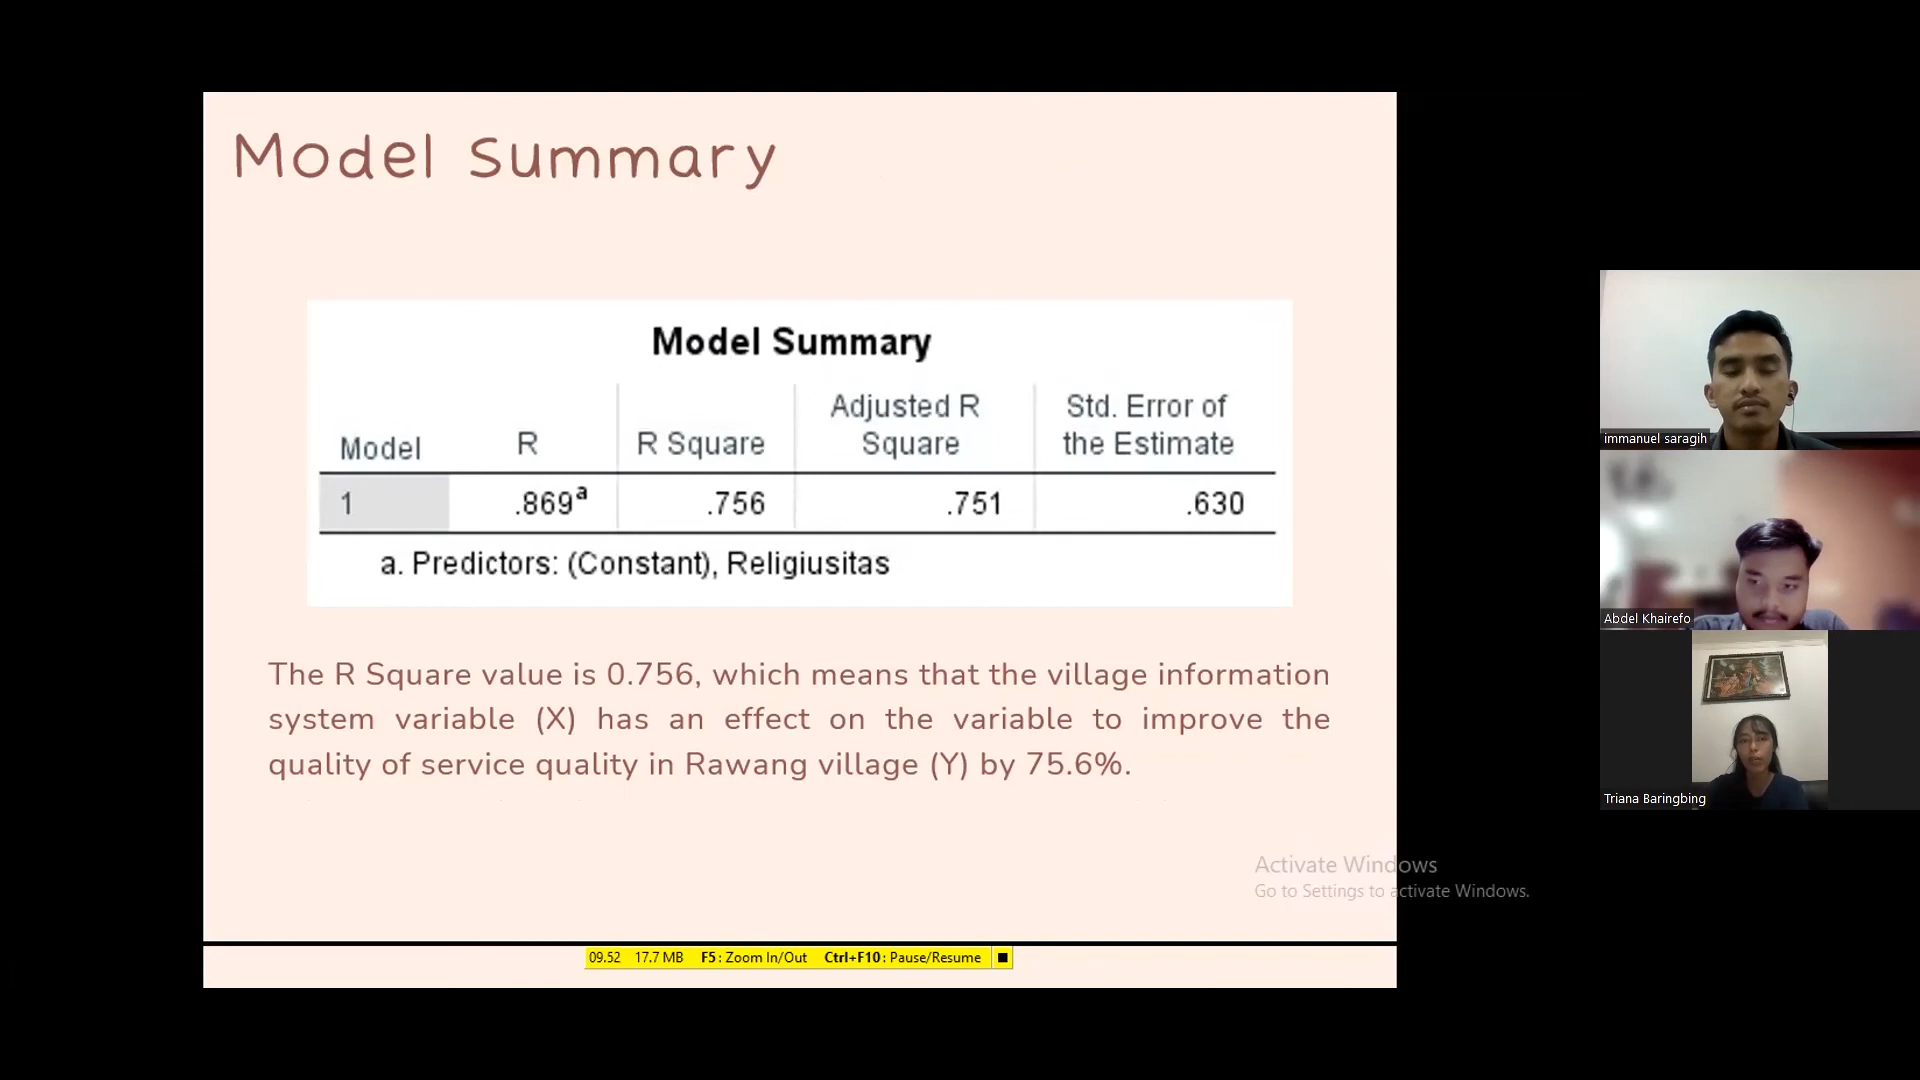 Model Summary
Model Summary
Model R R Square Adjusted R Square Std. Error of the Estimate
1 .869a .756 .751 .630
a. Predictors: (Constant), Religiusitas
The R Square value is 0.756, which means that the village information
system variable (X) has an effect on the variable to improve the
quality of service quality in Rawang village (Y) by 75.6%.
Activate Windows
Go to Settings to activate Windows.
09.52 17.7 MB F5: Zoom In/Out Ctrl+F10: Pause/Resume
immanuel saragih
Abdel Khairefo
Triana Baringbing